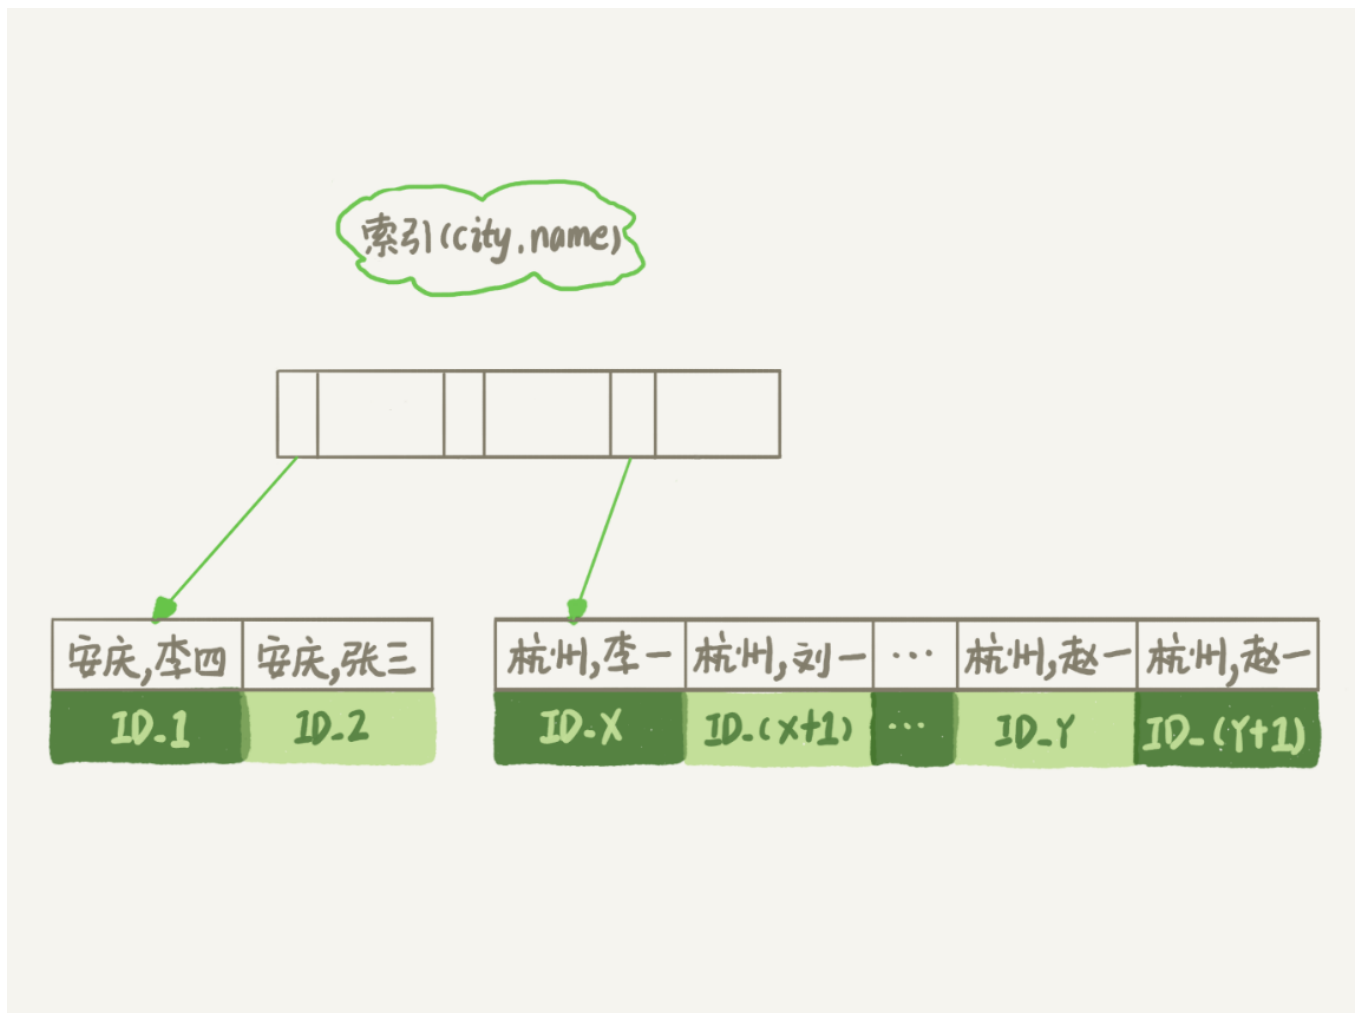 索引(city,name)
安庆,李四 安庆,张三 杭州,李一 杭州,刘一 ... 杭州,赵一 杭州,赵一
ID_1 ID_2 ID_X ID_(X+1) ... ID_Y ID_(Y+1)